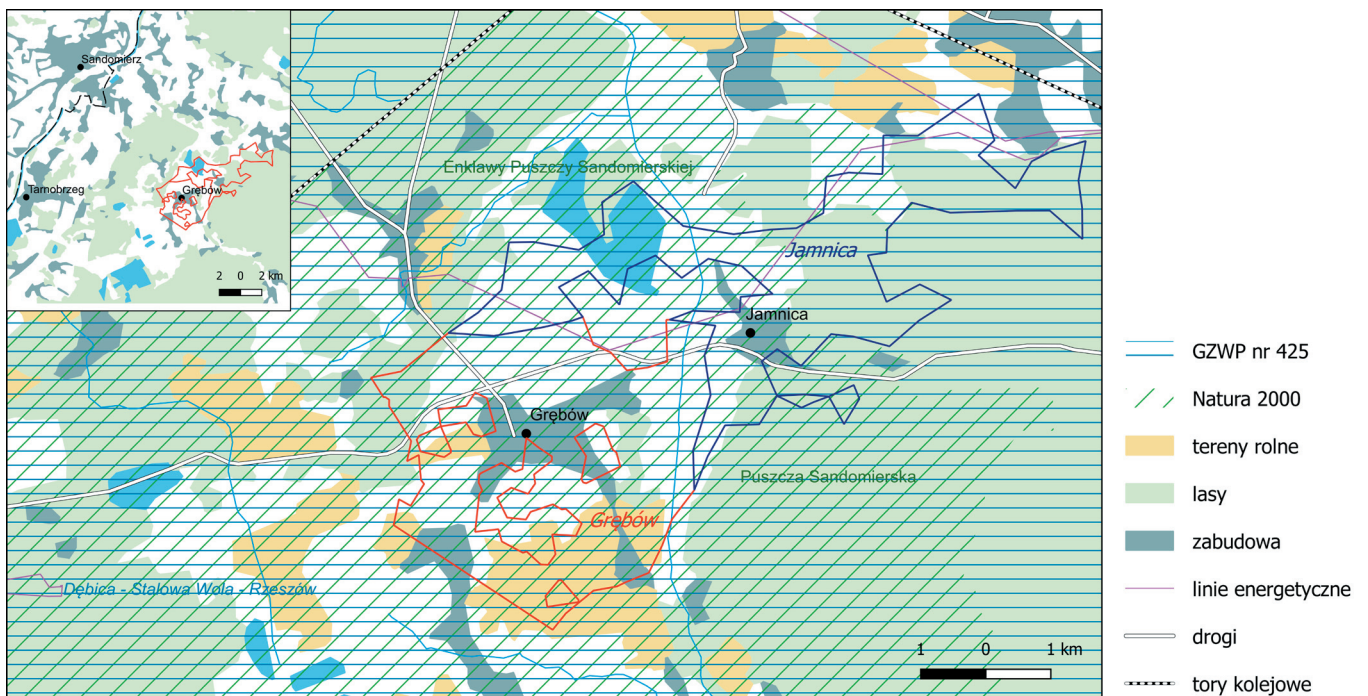 Sandomierz
Tarnobrzeg
Grębów
2 0 2 km
Enklawy Puszczy Sandomierskiej
Jamnica
Jamnica
Grębów
Puszcza Sandomierska
Grębów
Dębica - Stalowa Wola - Rzeszów
1 0 1 km
GZWP nr 425
Natura 2000
tereny rolne
lasy
zabudowa
linie energetyczne
drogi
tory kolejowe